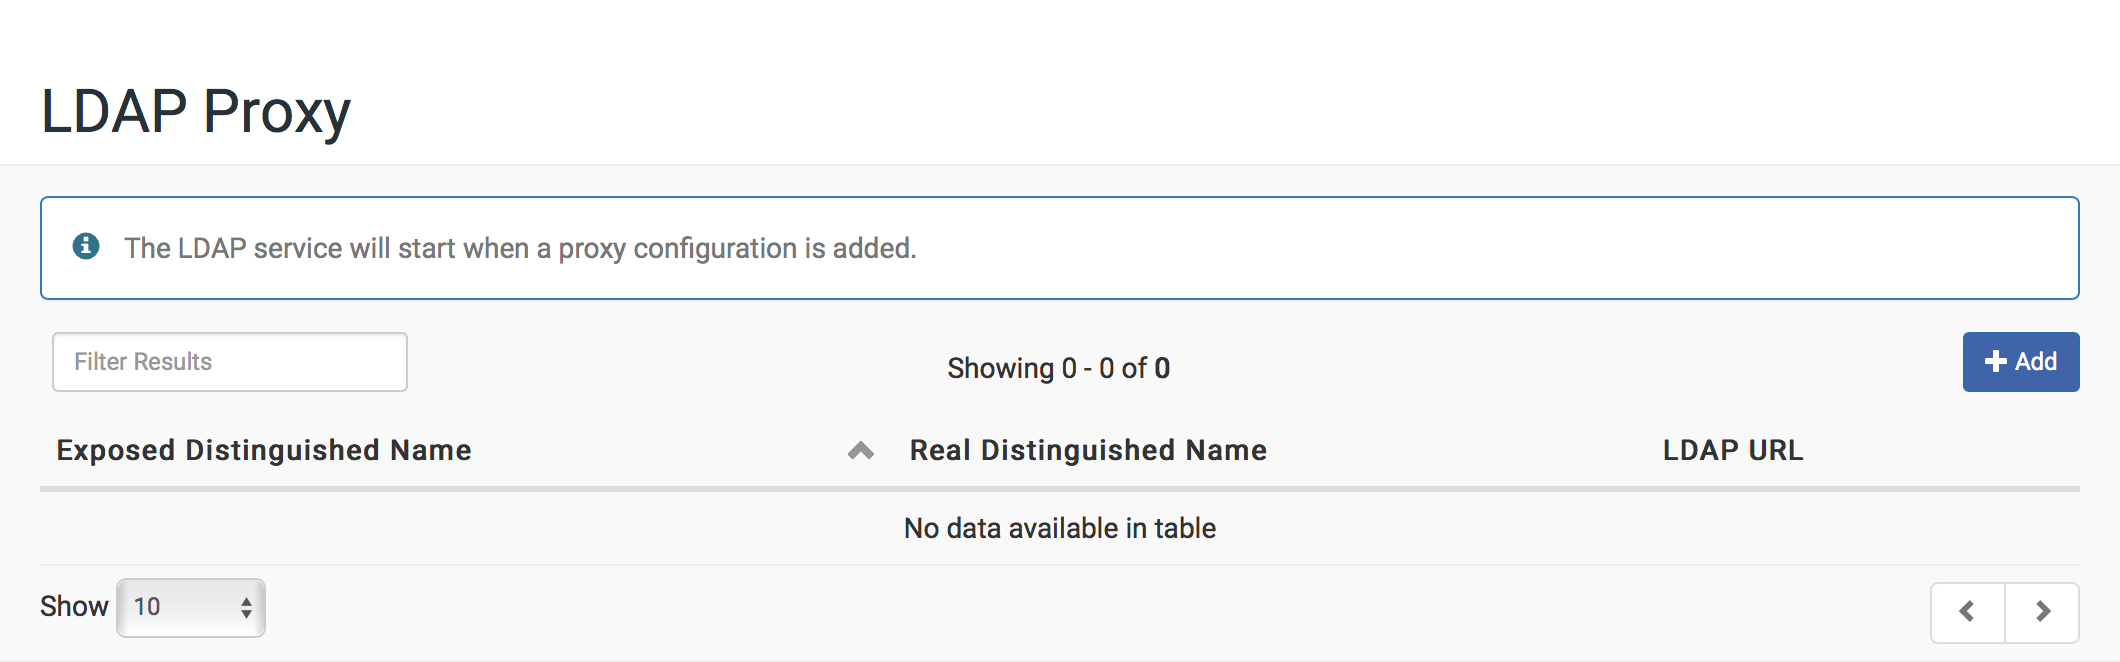 LDAP Proxy
The LDAP service will start when a proxy configuration is added.
Filter Results
Showing 0 - 0 of 0
Add
Exposed Distinguished Name
Real Distinguished Name
LDAP URL
No data available in table
Show 10